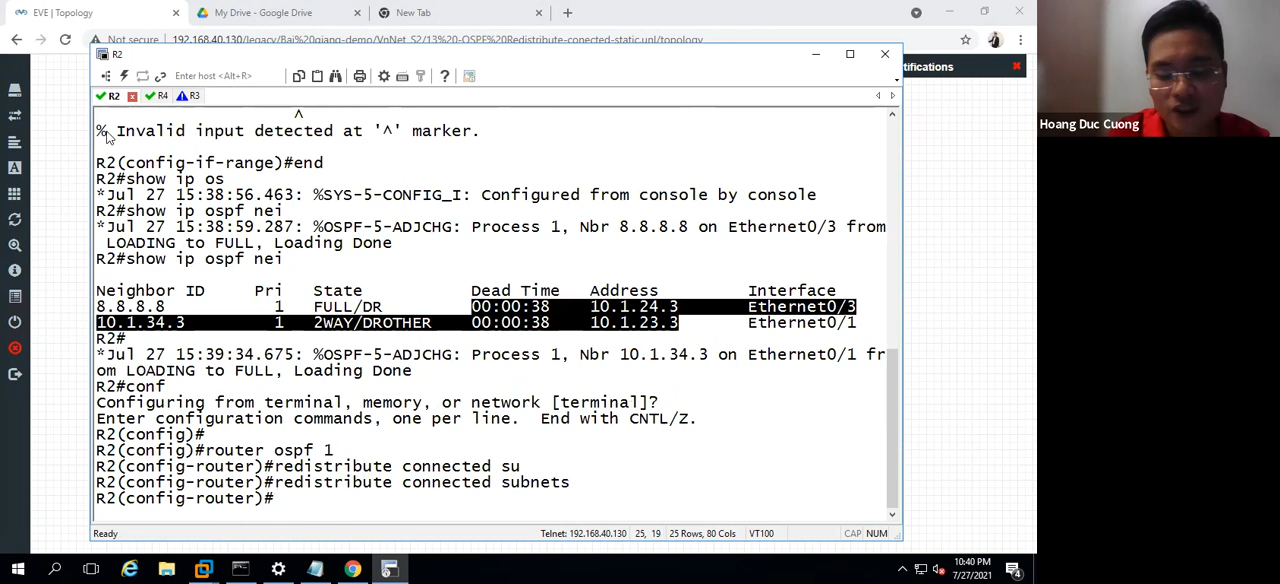 EVE | Topology
My Drive - Google Drive
New Tab
Not secure
192.168.40.130/legacy/Bai%20giang-demo/VnNet_S2/13%20-OSPF%20Redistribute-conected-static.unl/topology
tifications
R2
Enter host <Alt+R>
R2 R4 R3
^
% Invalid input detected at '^' marker.
R2(config-if-range)#end
R2#show ip os
*Jul 27 15:38:56.463: %SYS-5-CONFIG_I: Configured from console by console
R2#show ip ospf nei
*Jul 27 15:38:59.287: %OSPF-5-ADJCHG: Process 1, Nbr 8.8.8.8 on Ethernet0/3 from
LOADING to FULL, Loading Done
R2#show ip ospf nei
Neighbor ID Pri State Dead Time Address Interface
8.8.8.8 1 FULL/DR 00:00:38 10.1.24.3 Ethernet0/3
10.1.34.3 1 2WAY/DROTHER 00:00:38 10.1.23.3 Ethernet0/1
R2#
*Jul 27 15:39:34.675: %OSPF-5-ADJCHG: Process 1, Nbr 10.1.34.3 on Ethernet0/1 fr
om LOADING to FULL, Loading Done
R2#conf
Configuring from terminal, memory, or network [terminal]?
Enter configuration commands, one per line. End with CNTL/Z.
R2(config)#
R2(config)#router ospf 1
R2(config-router)#redistribute connected su
R2(config-router)#redistribute connected subnets
R2(config-router)#
Ready
Telnet: 192.168.40.130 25, 19 25 Rows, 80 Cols VT100 CAP NUM
Hoang Duc Cuong
10:40 PM
7/27/2021
4